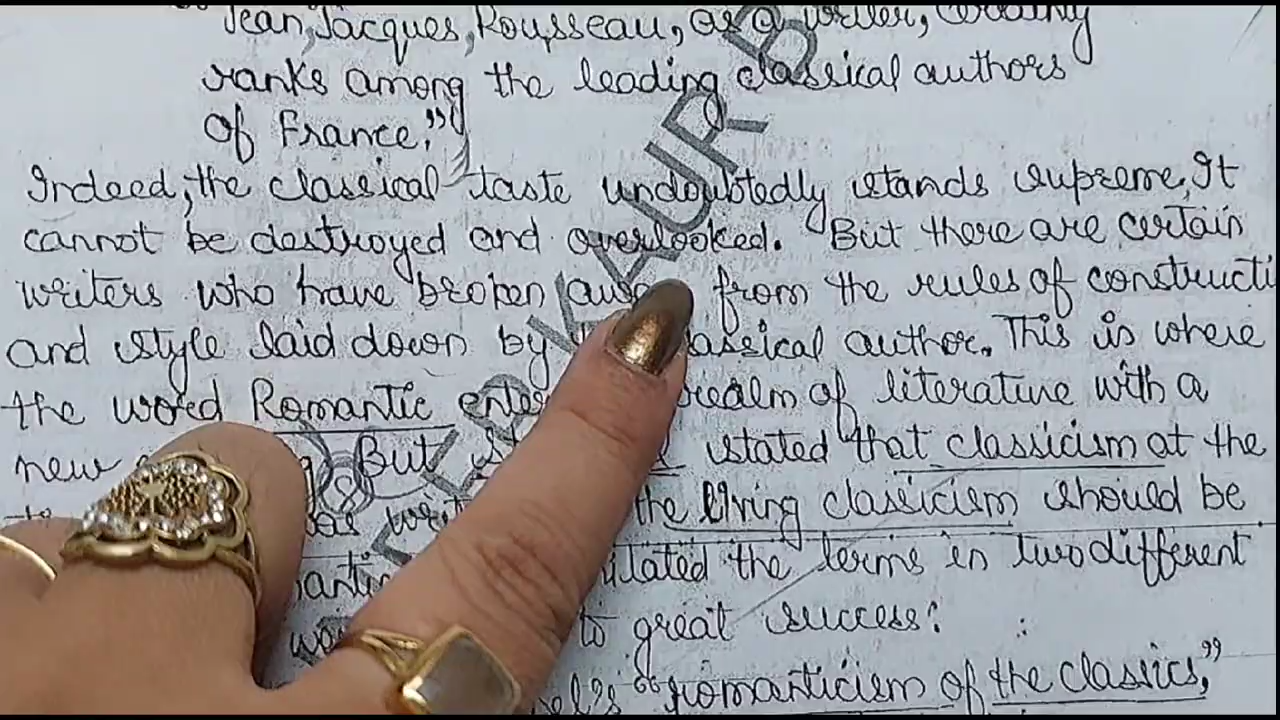 Jean, Jacques, Rousseau, as a writer, certainly
ranks among the leading classical authors
of France."
Indeed, the classical taste undoubtedly stands supreme, It
cannot be destroyed and overlooked. But there are certain
writers who have broken from the rules of constructi
and style laid down by author. This is where
the word Romantic realm of literature with a
new But stated that classicism at the
the living classicism should be
the terms in two different
to great success:
"romanticism of the classics,"
KAUR B